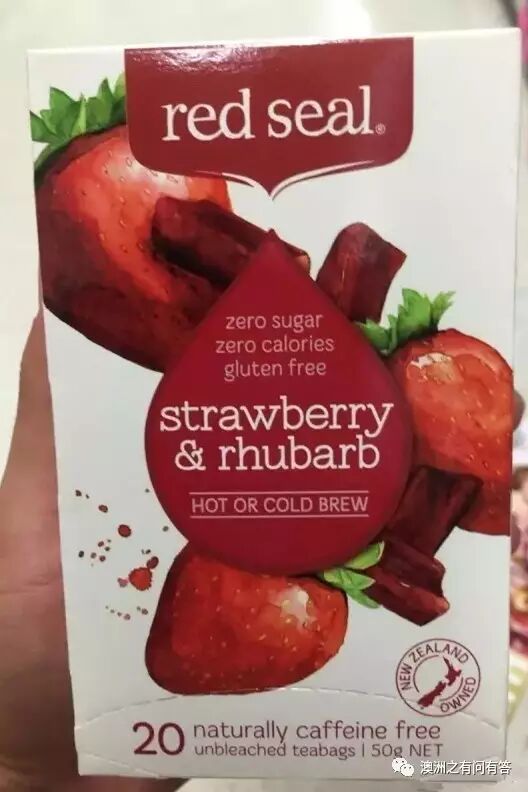 red seal®
zero sugar
zero calories
gluten free
strawberry
& rhubarb
HOT OR COLD BREW
NEW ZEALAND
OWNED
20 naturally caffeine free
unbleached teabags | 50g NET
澳洲之有问有答